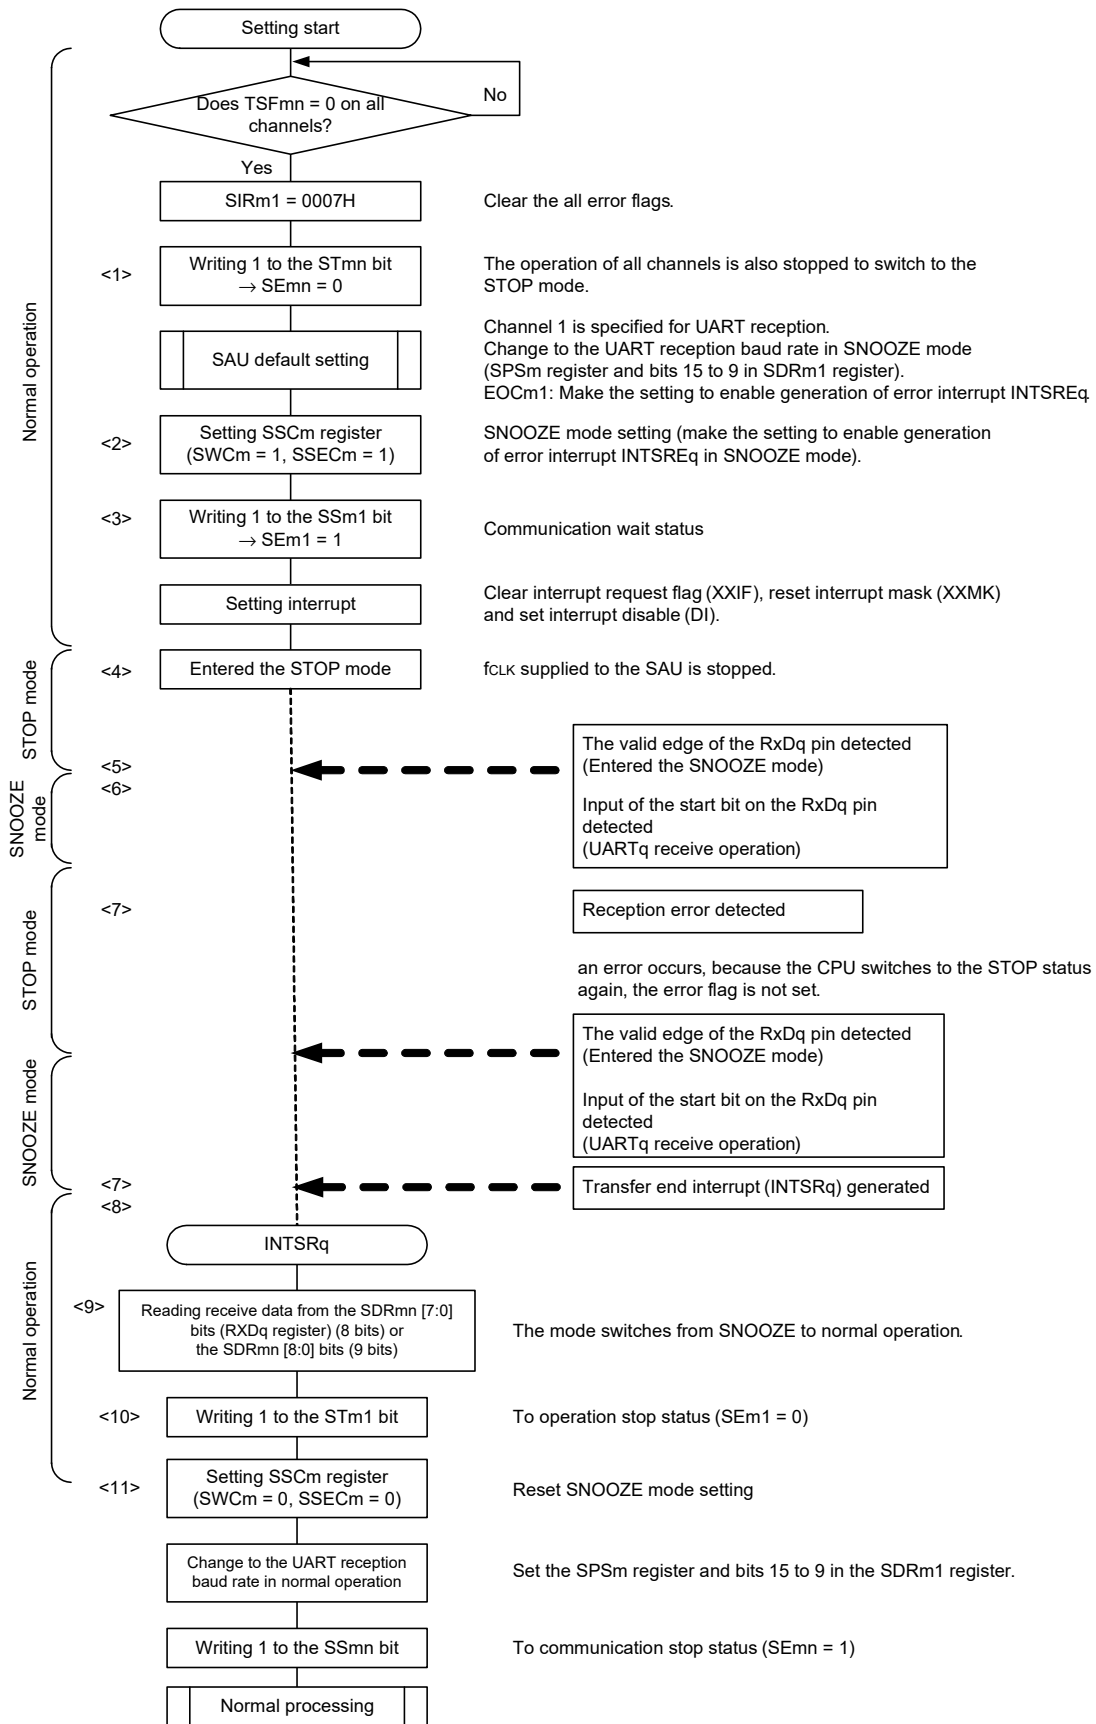 Setting start
No
Does TSFmn = 0 on all
channels?
Yes
SIRm1 = 0007H
Clear the all error flags.
<1>
Writing 1 to the STmn bit
→ SEmn = 0
The operation of all channels is also stopped to switch to the
STOP mode.
Normal operation
SAU default setting
Channel 1 is specified for UART reception.
Change to the UART reception baud rate in SNOOZE mode
(SPSm register and bits 15 to 9 in SDRm1 register).
EOCm1: Make the setting to enable generation of error interrupt INTSREq.
<2>
Setting SSCm register
(SWCm = 1, SSECm = 1)
SNOOZE mode setting (make the setting to enable generation
of error interrupt INTSREq in SNOOZE mode).
<3>
Writing 1 to the SSm1 bit
→ SEm1 = 1
Communication wait status
Setting interrupt
Clear interrupt request flag (XXIF), reset interrupt mask (XXMK)
and set interrupt disable (DI).
STOP mode
<4>
Entered the STOP mode
fCLK supplied to the SAU is stopped.
<5>
The valid edge of the RxDq pin detected
(Entered the SNOOZE mode)
SNOOZE
mode
<6>
Input of the start bit on the RxDq pin
detected
(UARTq receive operation)
STOP mode
<7>
Reception error detected
an error occurs, because the CPU switches to the STOP status
again, the error flag is not set.
The valid edge of the RxDq pin detected
(Entered the SNOOZE mode)
SNOOZE mode
Input of the start bit on the RxDq pin
detected
(UARTq receive operation)
<7>
Transfer end interrupt (INTSRq) generated
<8>
INTSRq
Normal operation
<9>
Reading receive data from the SDRmn [7:0]
bits (RXDq register) (8 bits) or
the SDRmn [8:0] bits (9 bits)
The mode switches from SNOOZE to normal operation.
<10>
Writing 1 to the STm1 bit
To operation stop status (SEm1 = 0)
<11>
Setting SSCm register
(SWCm = 0, SSECm = 0)
Reset SNOOZE mode setting
Change to the UART reception
baud rate in normal operation
Set the SPSm register and bits 15 to 9 in the SDRm1 register.
Writing 1 to the SSmn bit
To communication stop status (SEmn = 1)
Normal processing